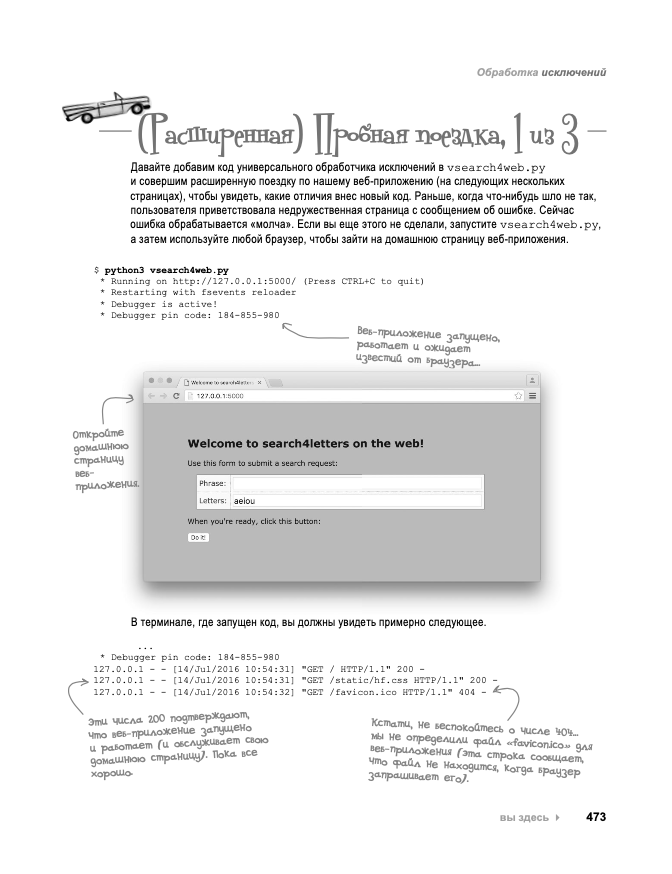 Обработка исключений
(Расширенная) Пробная поездка, 1 из 3
Давайте добавим код универсального обработчика исключений в vsearch4web.py
и совершим расширенную поездку по нашему веб-приложению (на следующих нескольких
страницах), чтобы увидеть, какие отличия внес новый код. Раньше, когда что-нибудь шло не так,
пользователя приветствовала недружественная страница с сообщением об ошибке. Сейчас
ошибка обрабатывается «молча». Если вы еще этого не сделали, запустите vsearch4web.py,
а затем используйте любой браузер, чтобы зайти на домашнюю страницу веб-приложения.
$ python3 vsearch4web.py
* Running on http://127.0.0.1:5000/ (Press CTRL+C to quit)
* Restarting with fsevents reloader
* Debugger is active!
* Debugger pin code: 184-855-980
Веб-приложение запущено,
работает и ожидает
известий от браузера...
Welcome to search4letters ×
127.0.0.1:5000
Откройте
домашнюю
страницу
веб-
приложения.
Welcome to search4letters on the web!
Use this form to submit a search request:
Phrase:
Letters: aeiou
When you're ready, click this button:
Do it!
В терминале, где запущен код, вы должны увидеть примерно следующее.
...
* Debugger pin code: 184-855-980
127.0.0.1 - - [14/Jul/2016 10:54:31] "GET / HTTP/1.1" 200 -
127.0.0.1 - - [14/Jul/2016 10:54:31] "GET /static/hf.css HTTP/1.1" 200 -
127.0.0.1 - - [14/Jul/2016 10:54:32] "GET /favicon.ico HTTP/1.1" 404 -
Эти числа 200 подтверждают,
что веб-приложение запущено
и работает (и обслуживает свою
домашнюю страницу). Пока все
хорошо.
Кстати, не беспокойтесь о числе 404...
мы не определили файл «favicon.ico» для
веб-приложения (эта строка сообщает,
что файл не находится, когда браузер
запрашивает его).
вы здесь
473